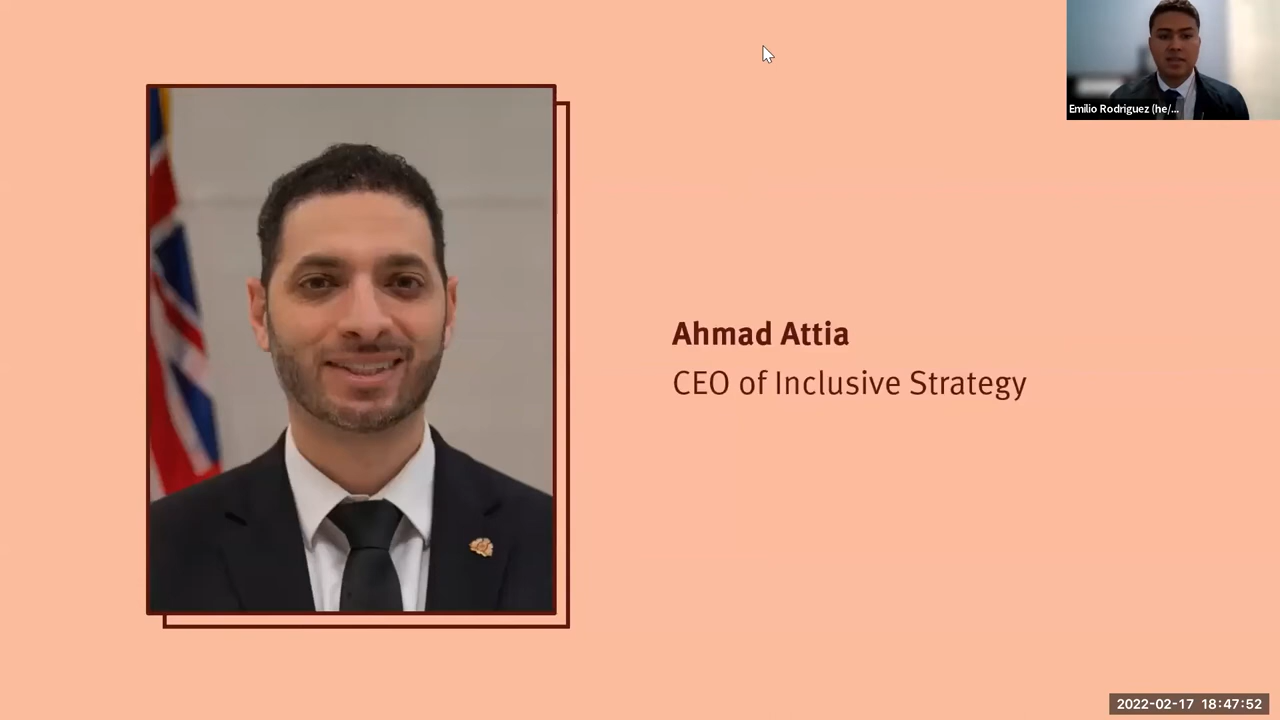 Emilio Rodriguez (he/...
Ahmad Attia
CEO of Inclusive Strategy
2022-02-17 18:47:52